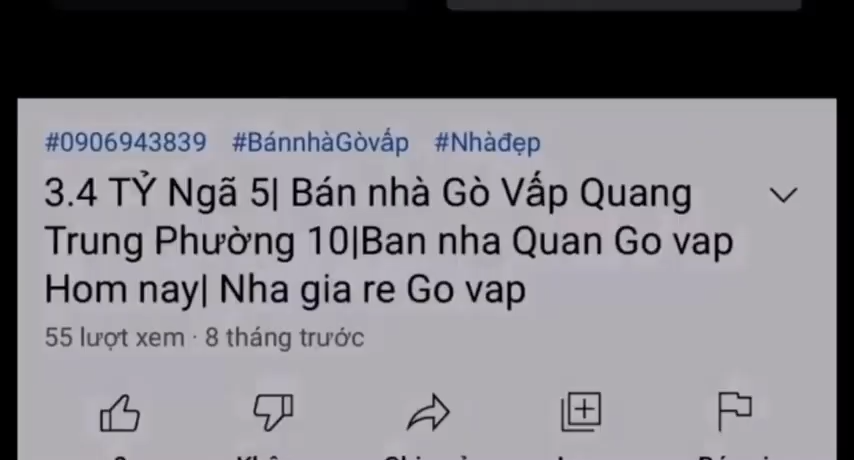 #0906943839 #BánnhàGòvấp #Nhàđẹp
3.4 TỶ Ngã 5| Bán nhà Gò Vấp Quang
Trung Phường 10|Ban nha Quan Go vap
Hom nay| Nha gia re Go vap
55 lượt xem · 8 tháng trước